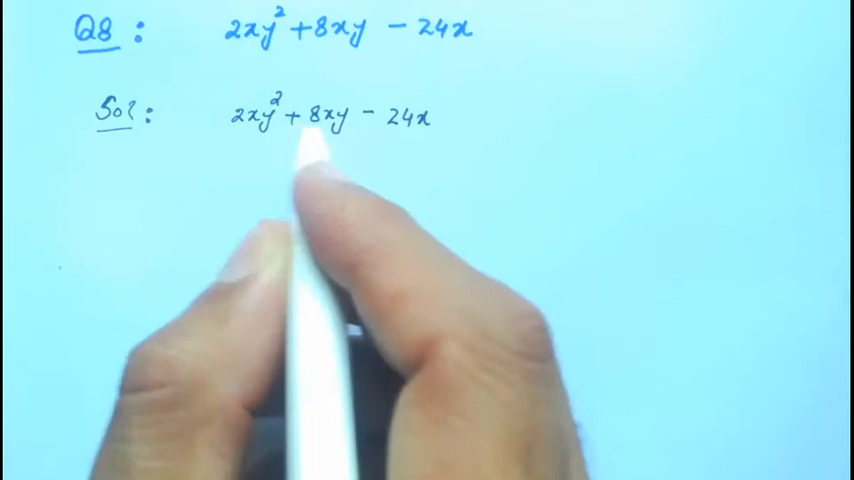 Q8 : 2xy² + 8xy - 24x
Sol : 2xy² + 8xy - 24x